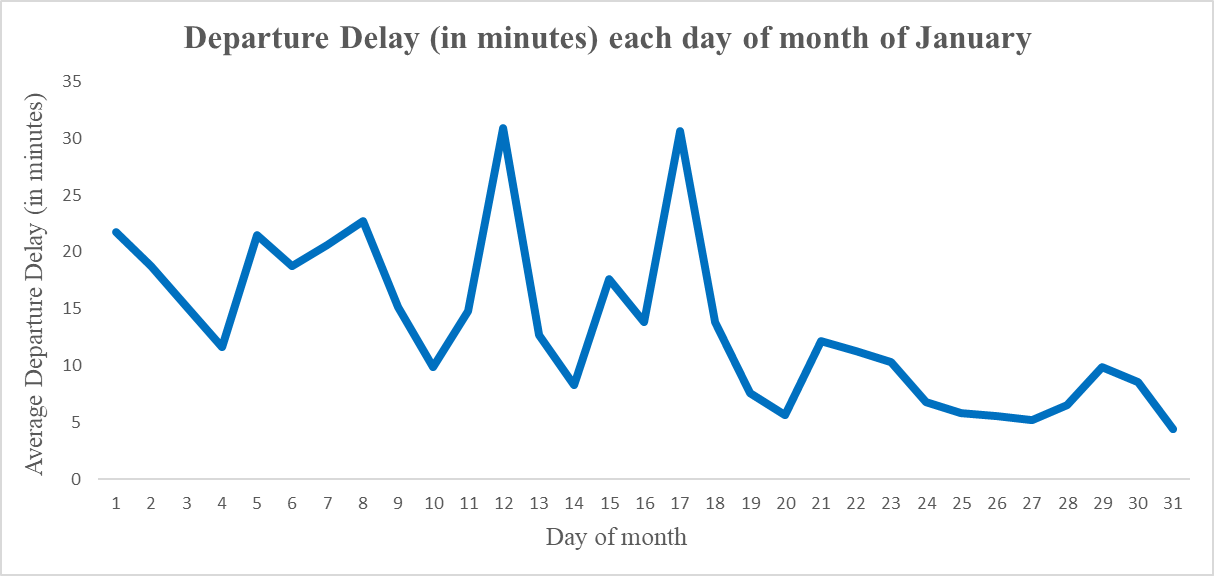 Departure Delay (in minutes) each day of month of January
Average Departure Delay (in minutes)
35
30
25
20
15
10
5
0
1 2 3 4 5 6 7 8 9 10 11 12 13 14 15 16 17 18 19 20 21 22 23 24 25 26 27 28 29 30 31
Day of month